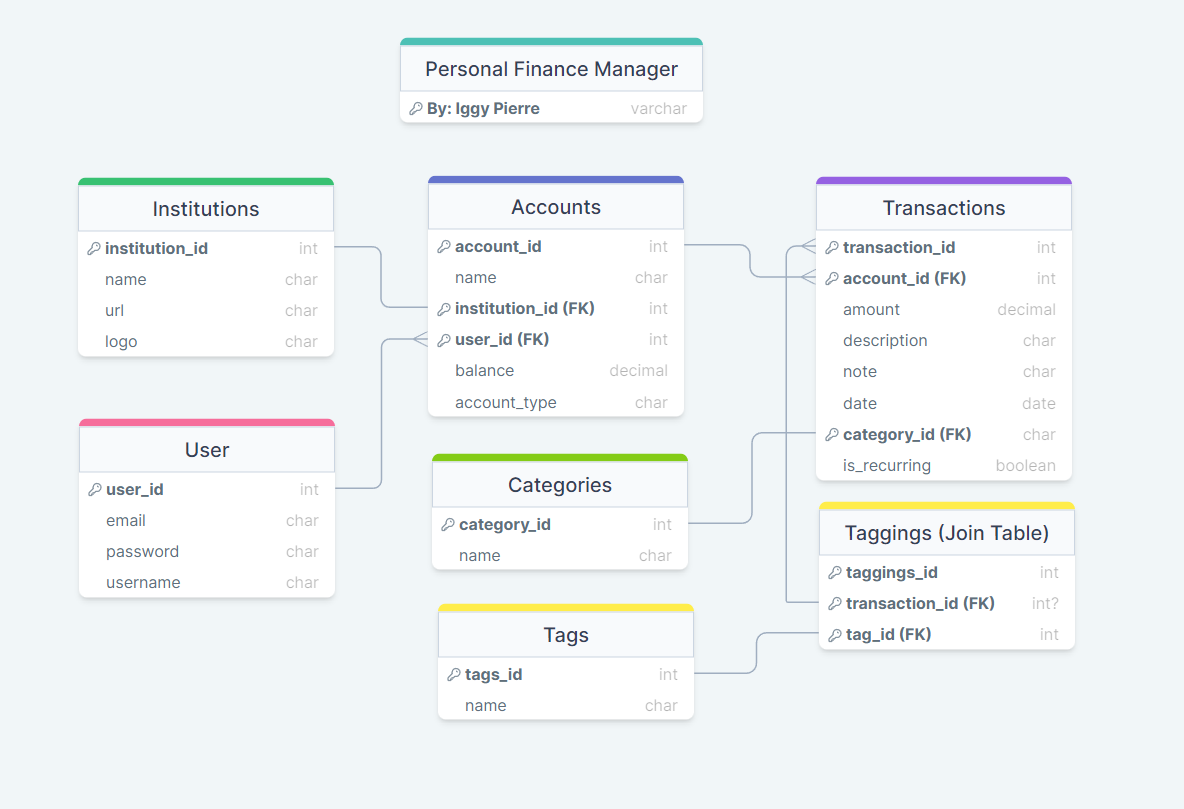 Personal Finance Manager
By: Iggy Pierre varchar
Institutions
institution_id int
name char
url char
logo char
Accounts
account_id int
name char
institution_id (FK) int
user_id (FK) int
balance decimal
account_type char
Transactions
transaction_id int
account_id (FK) int
amount decimal
description char
note char
date date
category_id (FK) char
is_recurring boolean
User
user_id int
email char
password char
username char
Categories
category_id int
name char
Taggings (Join Table)
taggings_id int
transaction_id (FK) int?
tag_id (FK) int
Tags
tags_id int
name char